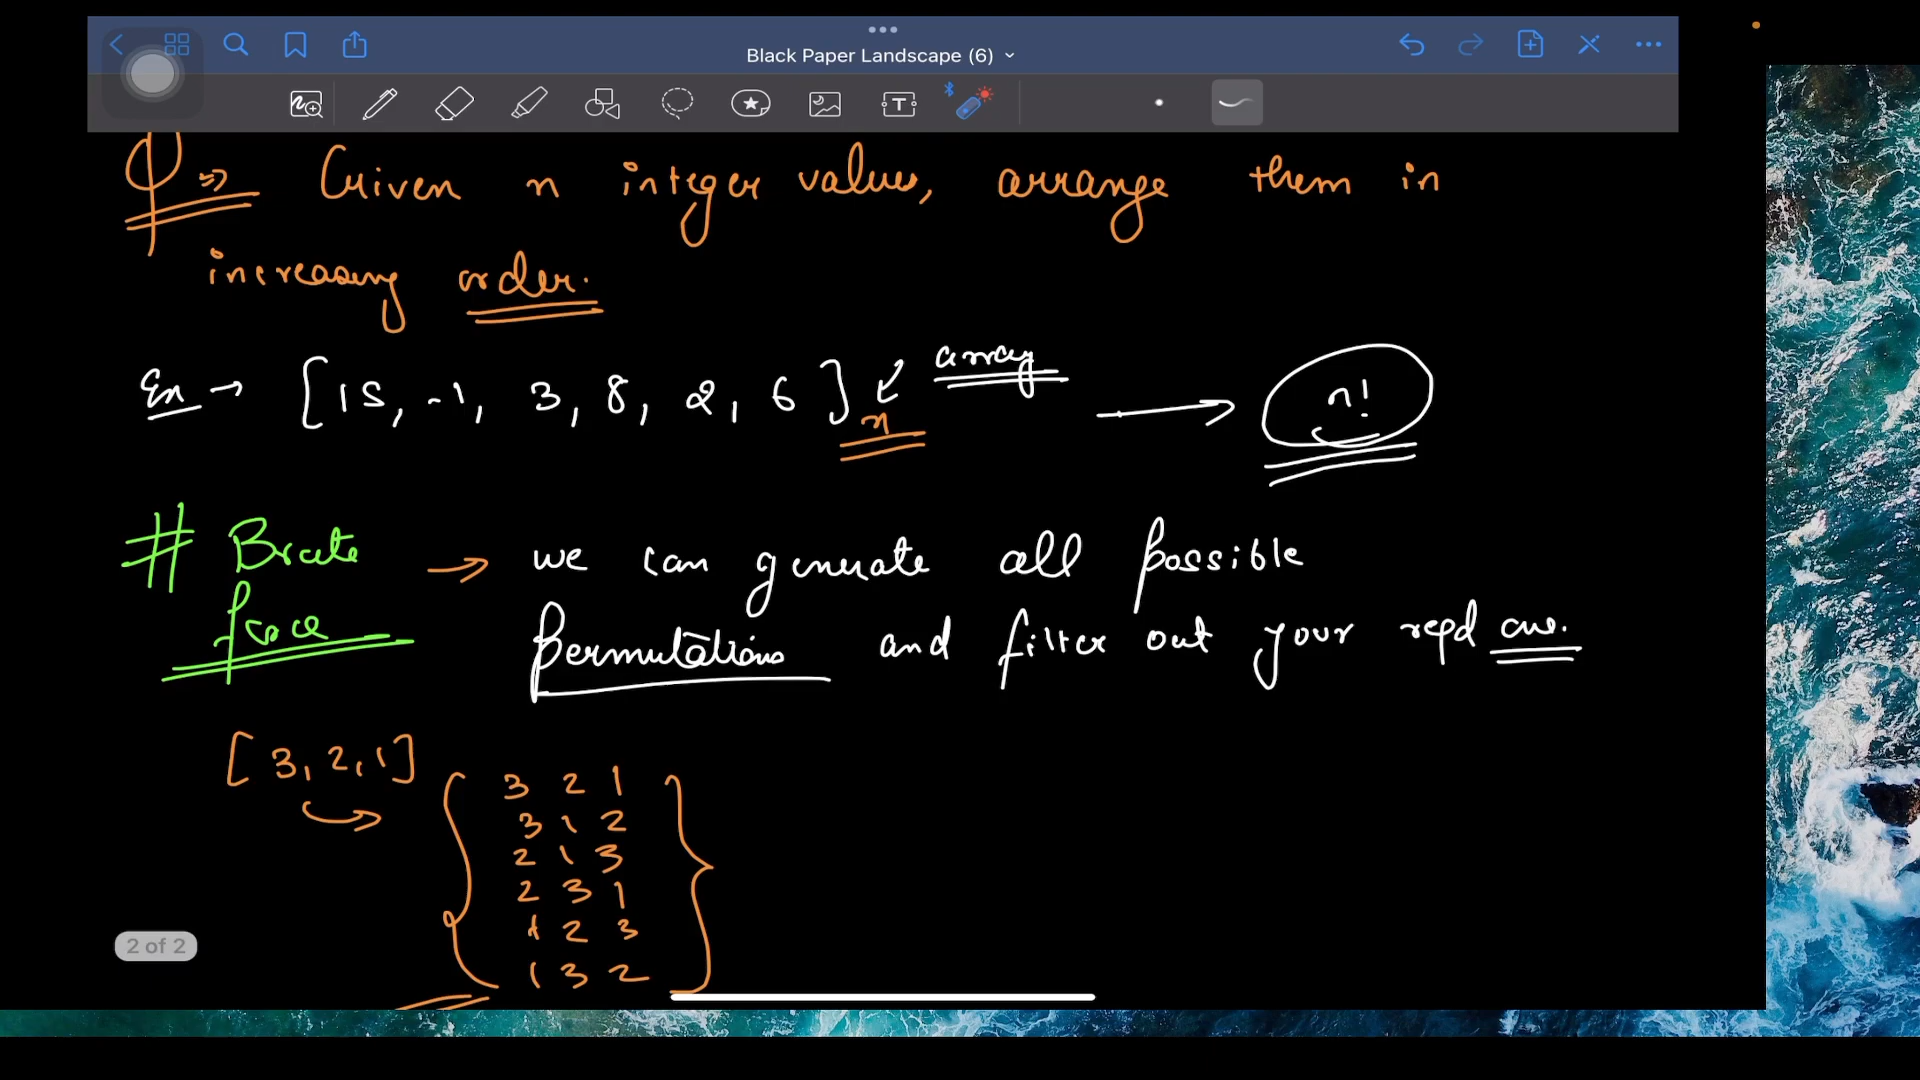 Black Paper Landscape (6)
Q => Given n integer values, arrange them in
increasing order.
Ex → [15, -1, 3, 8, 2, 6] n ↙ array → n!
# Brute force → we can generate all possible
permutations and filter out your reqd ans.
[3, 2, 1]
3 2 1
3 1 2
2 1 3
2 3 1
1 2 3
1 3 2
2 of 2